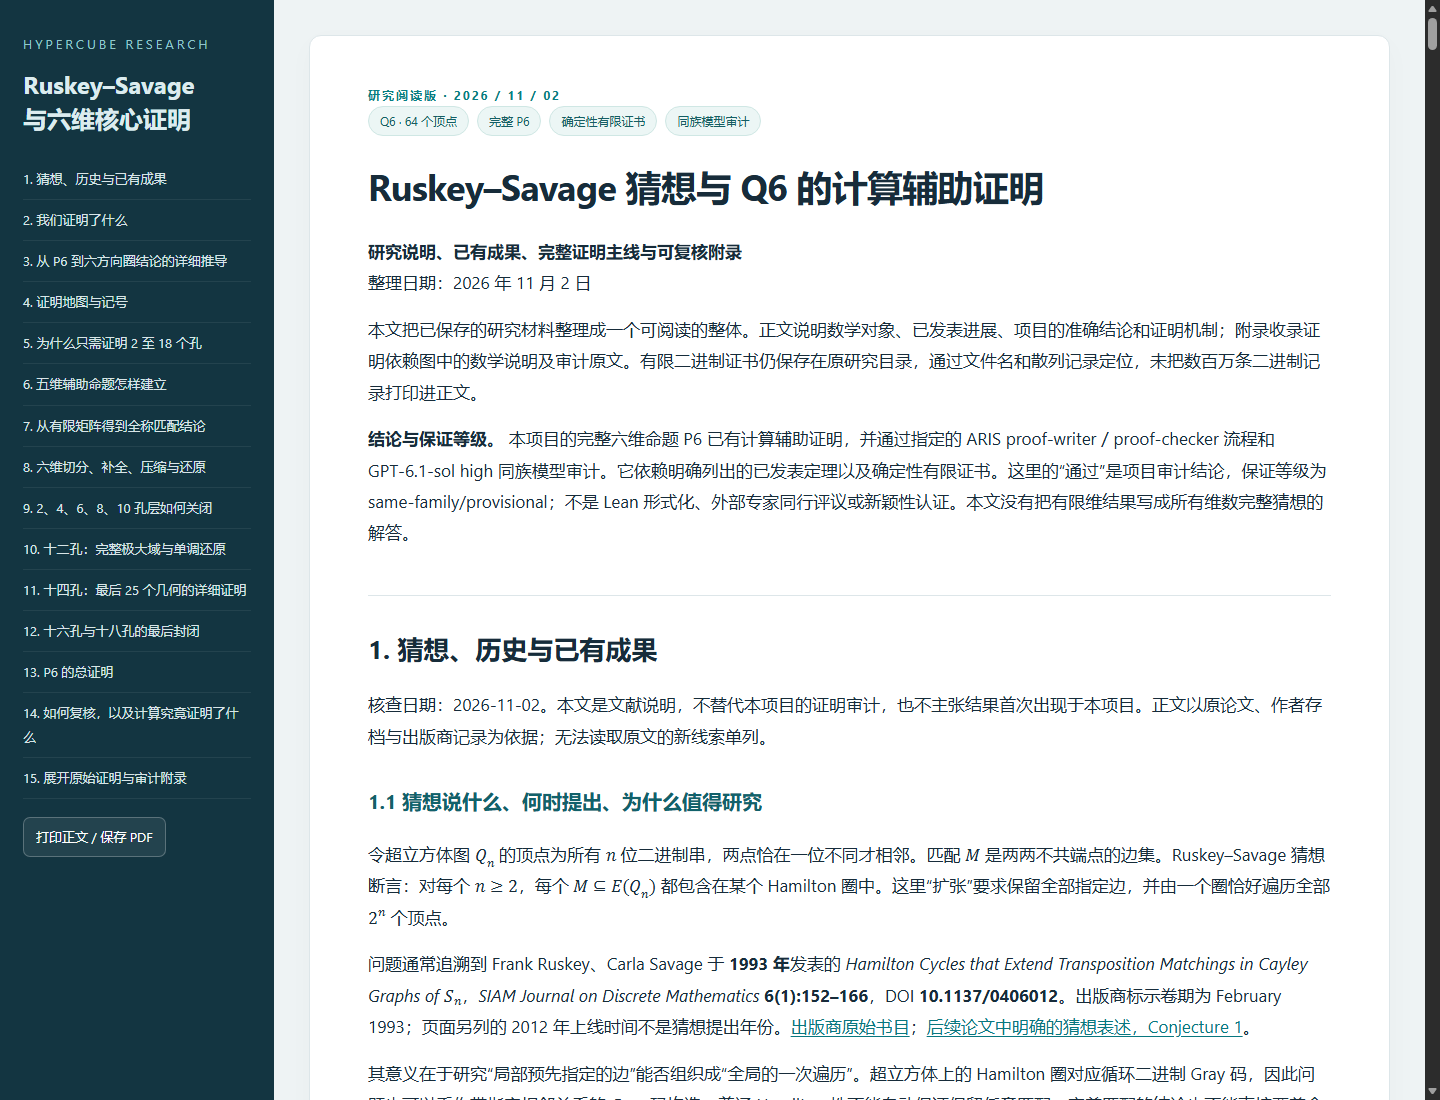 HYPERCUBE RESEARCH
Ruskey–Savage
与六维核心证明
1. 猜想、历史与已有成果
2. 我们证明了什么
3. 从 P6 到六方向圈结论的详细推导
4. 证明地图与记号
5. 为什么只需证明 2 至 18 个孔
6. 五维辅助命题怎样建立
7. 从有限矩阵得到全称匹配结论
8. 六维切分、补全、压缩与还原
9. 2、4、6、8、10 孔层如何关闭
10. 十二孔：完整极大域与单调还原
11. 十四孔：最后 25 个几何的详细证明
12. 十六孔与十八孔的最后封闭
13. P6 的总证明
14. 如何复核，以及计算究竟证明了什
么
15. 展开原始证明与审计附录
打印正文 / 保存 PDF
研究阅读版 · 2026 / 11 / 02
Q6 · 64 个顶点
完整 P6
确定性有限证书
同族模型审计
Ruskey–Savage 猜想与 Q6 的计算辅助证明
研究说明、已有成果、完整证明主线与可复核附录
整理日期：2026 年 11 月 2 日
本文把已保存的研究材料整理成一个可阅读的整体。正文说明数学对象、已发表进展、项目的准确结论和证明机制；附录收录证
明依赖图中的数学说明及审计原文。有限二进制证书仍保存在原研究目录，通过文件名和散列记录定位，未把数百万条二进制记
录打印进正文。
结论与保证等级。 本项目的完整六维命题 P6 已有计算辅助证明，并通过指定的 ARIS proof-writer / proof-checker 流程和
GPT-6.1-sol high 同族模型审计。它依赖明确列出的已发表定理以及确定性有限证书。这里的“通过”是项目审计结论，保证等级为
same-family/provisional；不是 Lean 形式化、外部专家同行评议或新颖性认证。本文没有把有限维结果写成所有维数完整猜想的
解答。
1. 猜想、历史与已有成果
核查日期：2026-11-02。本文是文献说明，不替代本项目的证明审计，也不主张结果首次出现于本项目。正文以原论文、作者存
档与出版商记录为依据；无法读取原文的新线索单列。
1.1 猜想说什么、何时提出、为什么值得研究
令超立方体图 Qₙ 的顶点为所有 n 位二进制串，两点恰在一位不同才相邻。匹配 M 是两两不共端点的边集。Ruskey–Savage 猜想
断言：对每个 n ≥ 2，每个 M ⊆ E(Qₙ) 都包含在某个 Hamilton 圈中。这里“扩张”要求保留全部指定边，并由一个圈恰好遍历全部
2ⁿ 个顶点。
问题通常追溯到 Frank Ruskey、Carla Savage 于 1993 年发表的 Hamilton Cycles that Extend Transposition Matchings in Cayley
Graphs of Sₙ，SIAM Journal on Discrete Mathematics 6(1):152–166，DOI 10.1137/0406012。出版商标示卷期为 February
1993；页面另列的 2012 年上线时间不是猜想提出年份。出版商原始书目；后续论文中明确的猜想表述，Conjecture 1。
其意义在于研究“局部预先指定的边”能否组织成“全局的一次遍历”。超立方体上的 Hamilton 圈对应循环二进制 Gray 码，因此问